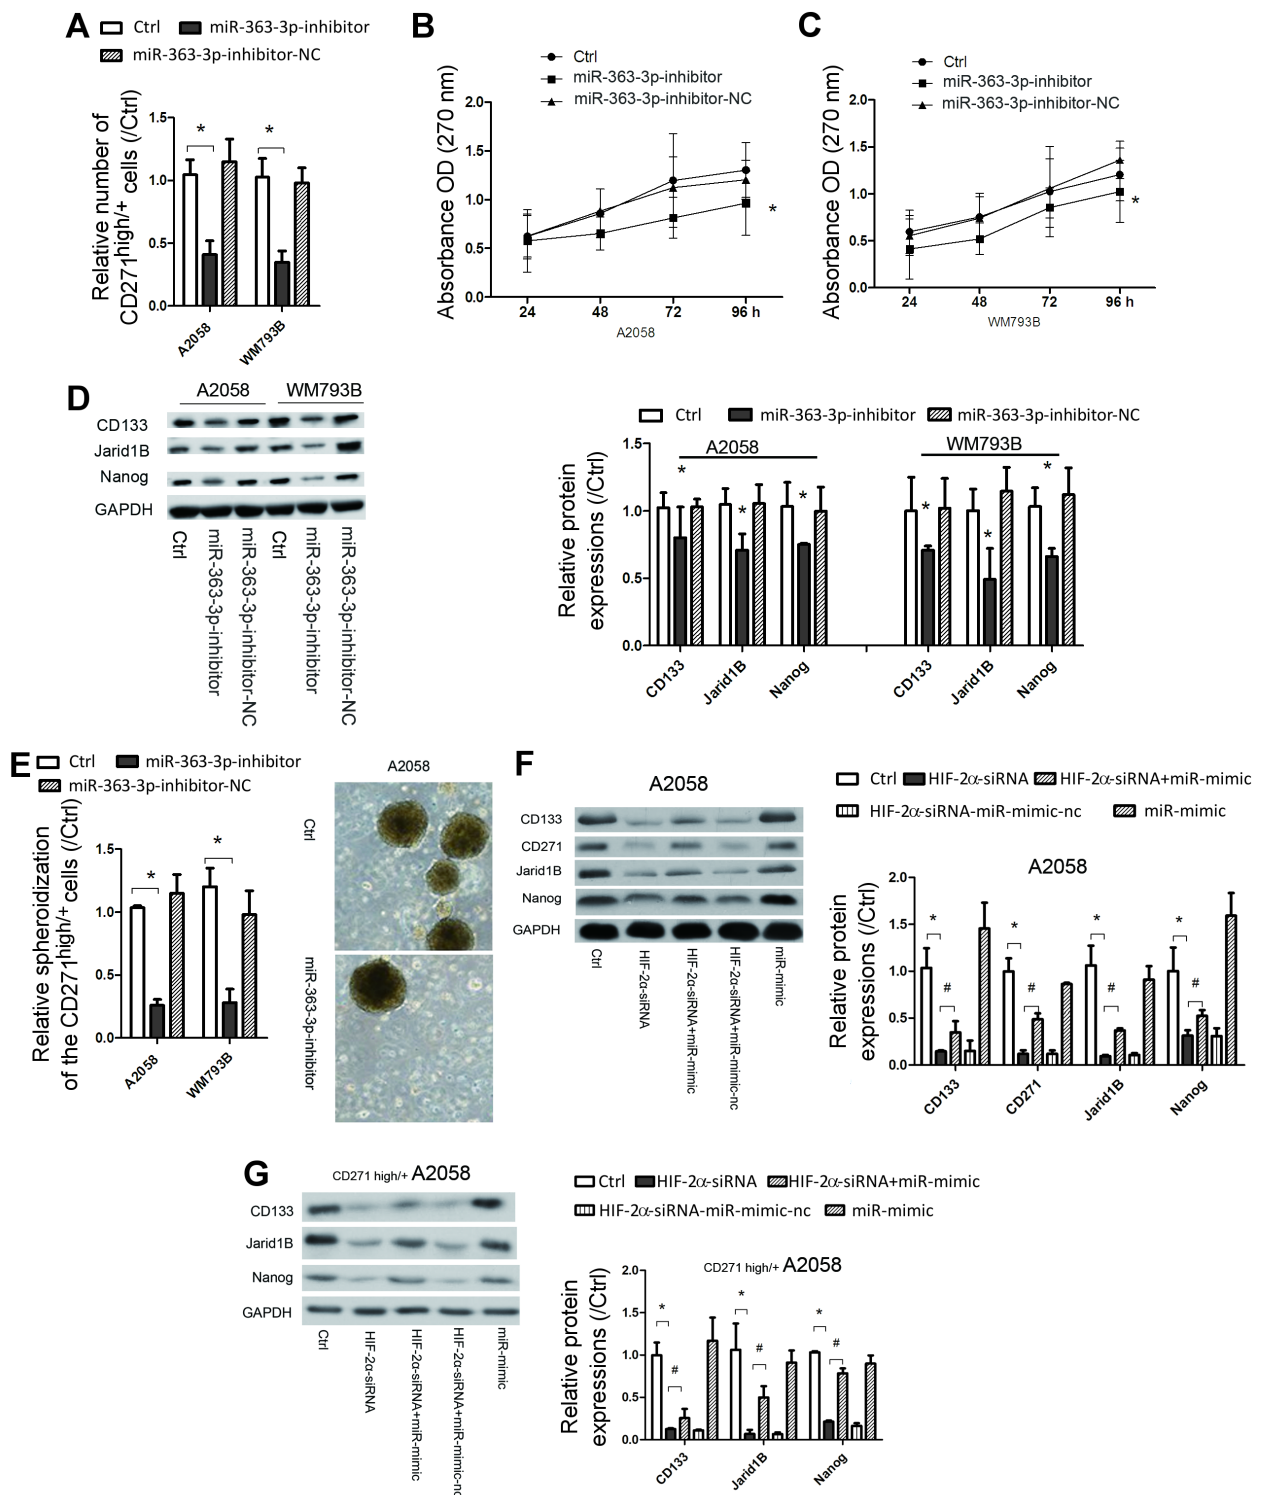 A
Ctrl
miR-363-3p-inhibitor
miR-363-3p-inhibitor-NC
Relative number of
CD271high/+ cells (/Ctrl)
1.5
1.0
0.5
0.0
*
*
A2058
WM793B
B
Ctrl
miR-363-3p-inhibitor
miR-363-3p-inhibitor-NC
Absorbance OD (270 nm)
2.0
1.5
1.0
0.5
0.0
*
24 48 72 96 h
A2058
C
Ctrl
miR-363-3p-inhibitor
miR-363-3p-inhibitor-NC
Absorbance OD (270 nm)
2.0
1.5
1.0
0.5
0.0
*
24 48 72 96 h
WM793B
D
A2058 WM793B
CD133
Jarid1B
Nanog
GAPDH
Ctrl
miR-363-3p-inhibitor
miR-363-3p-inhibitor-NC
Ctrl
miR-363-3p-inhibitor
miR-363-3p-inhibitor-NC
Ctrl miR-363-3p-inhibitor miR-363-3p-inhibitor-NC
Relative protein
expressions (/Ctrl)
1.5
1.0
0.5
0.0
A2058
WM793B
* * * * * *
CD133 Jarid1B Nanog CD133 Jarid1B Nanog
E
Ctrl
miR-363-3p-inhibitor
miR-363-3p-inhibitor-NC
Relative spheroidization
of the CD271high/+ cells (/Ctrl)
1.5
1.0
0.5
0.0
*
*
A2058
WM793B
A2058
Ctrl
miR-363-3p-inhibitor
F
A2058
CD133
CD271
Jarid1B
Nanog
GAPDH
Ctrl
HIF-2α-siRNA
HIF-2α-siRNA+miR-mimic
HIF-2α-siRNA+miR-mimic-nc
miR-mimic
Ctrl HIF-2α-siRNA HIF-2α-siRNA+miR-mimic
HIF-2α-siRNA-miR-mimic-nc miR-mimic
A2058
Relative protein
expressions (/Ctrl)
2.0
1.5
1.0
0.5
0.0
* * * *
# # # #
CD133 CD271 Jarid1B Nanog
G
CD271 high/+ A2058
CD133
Jarid1B
Nanog
GAPDH
Ctrl
HIF-2α-siRNA
HIF-2α-siRNA+miR-mimic
HIF-2α-siRNA+miR-mimic-nc
miR-mimic
Ctrl HIF-2α-siRNA HIF-2α-siRNA+miR-mimic
HIF-2α-siRNA-miR-mimic-nc miR-mimic
CD271 high/+ A2058
Relative protein
expressions (/Ctrl)
2.0
1.5
1.0
0.5
0.0
* * *
# # #
CD133 Jarid1B Nanog